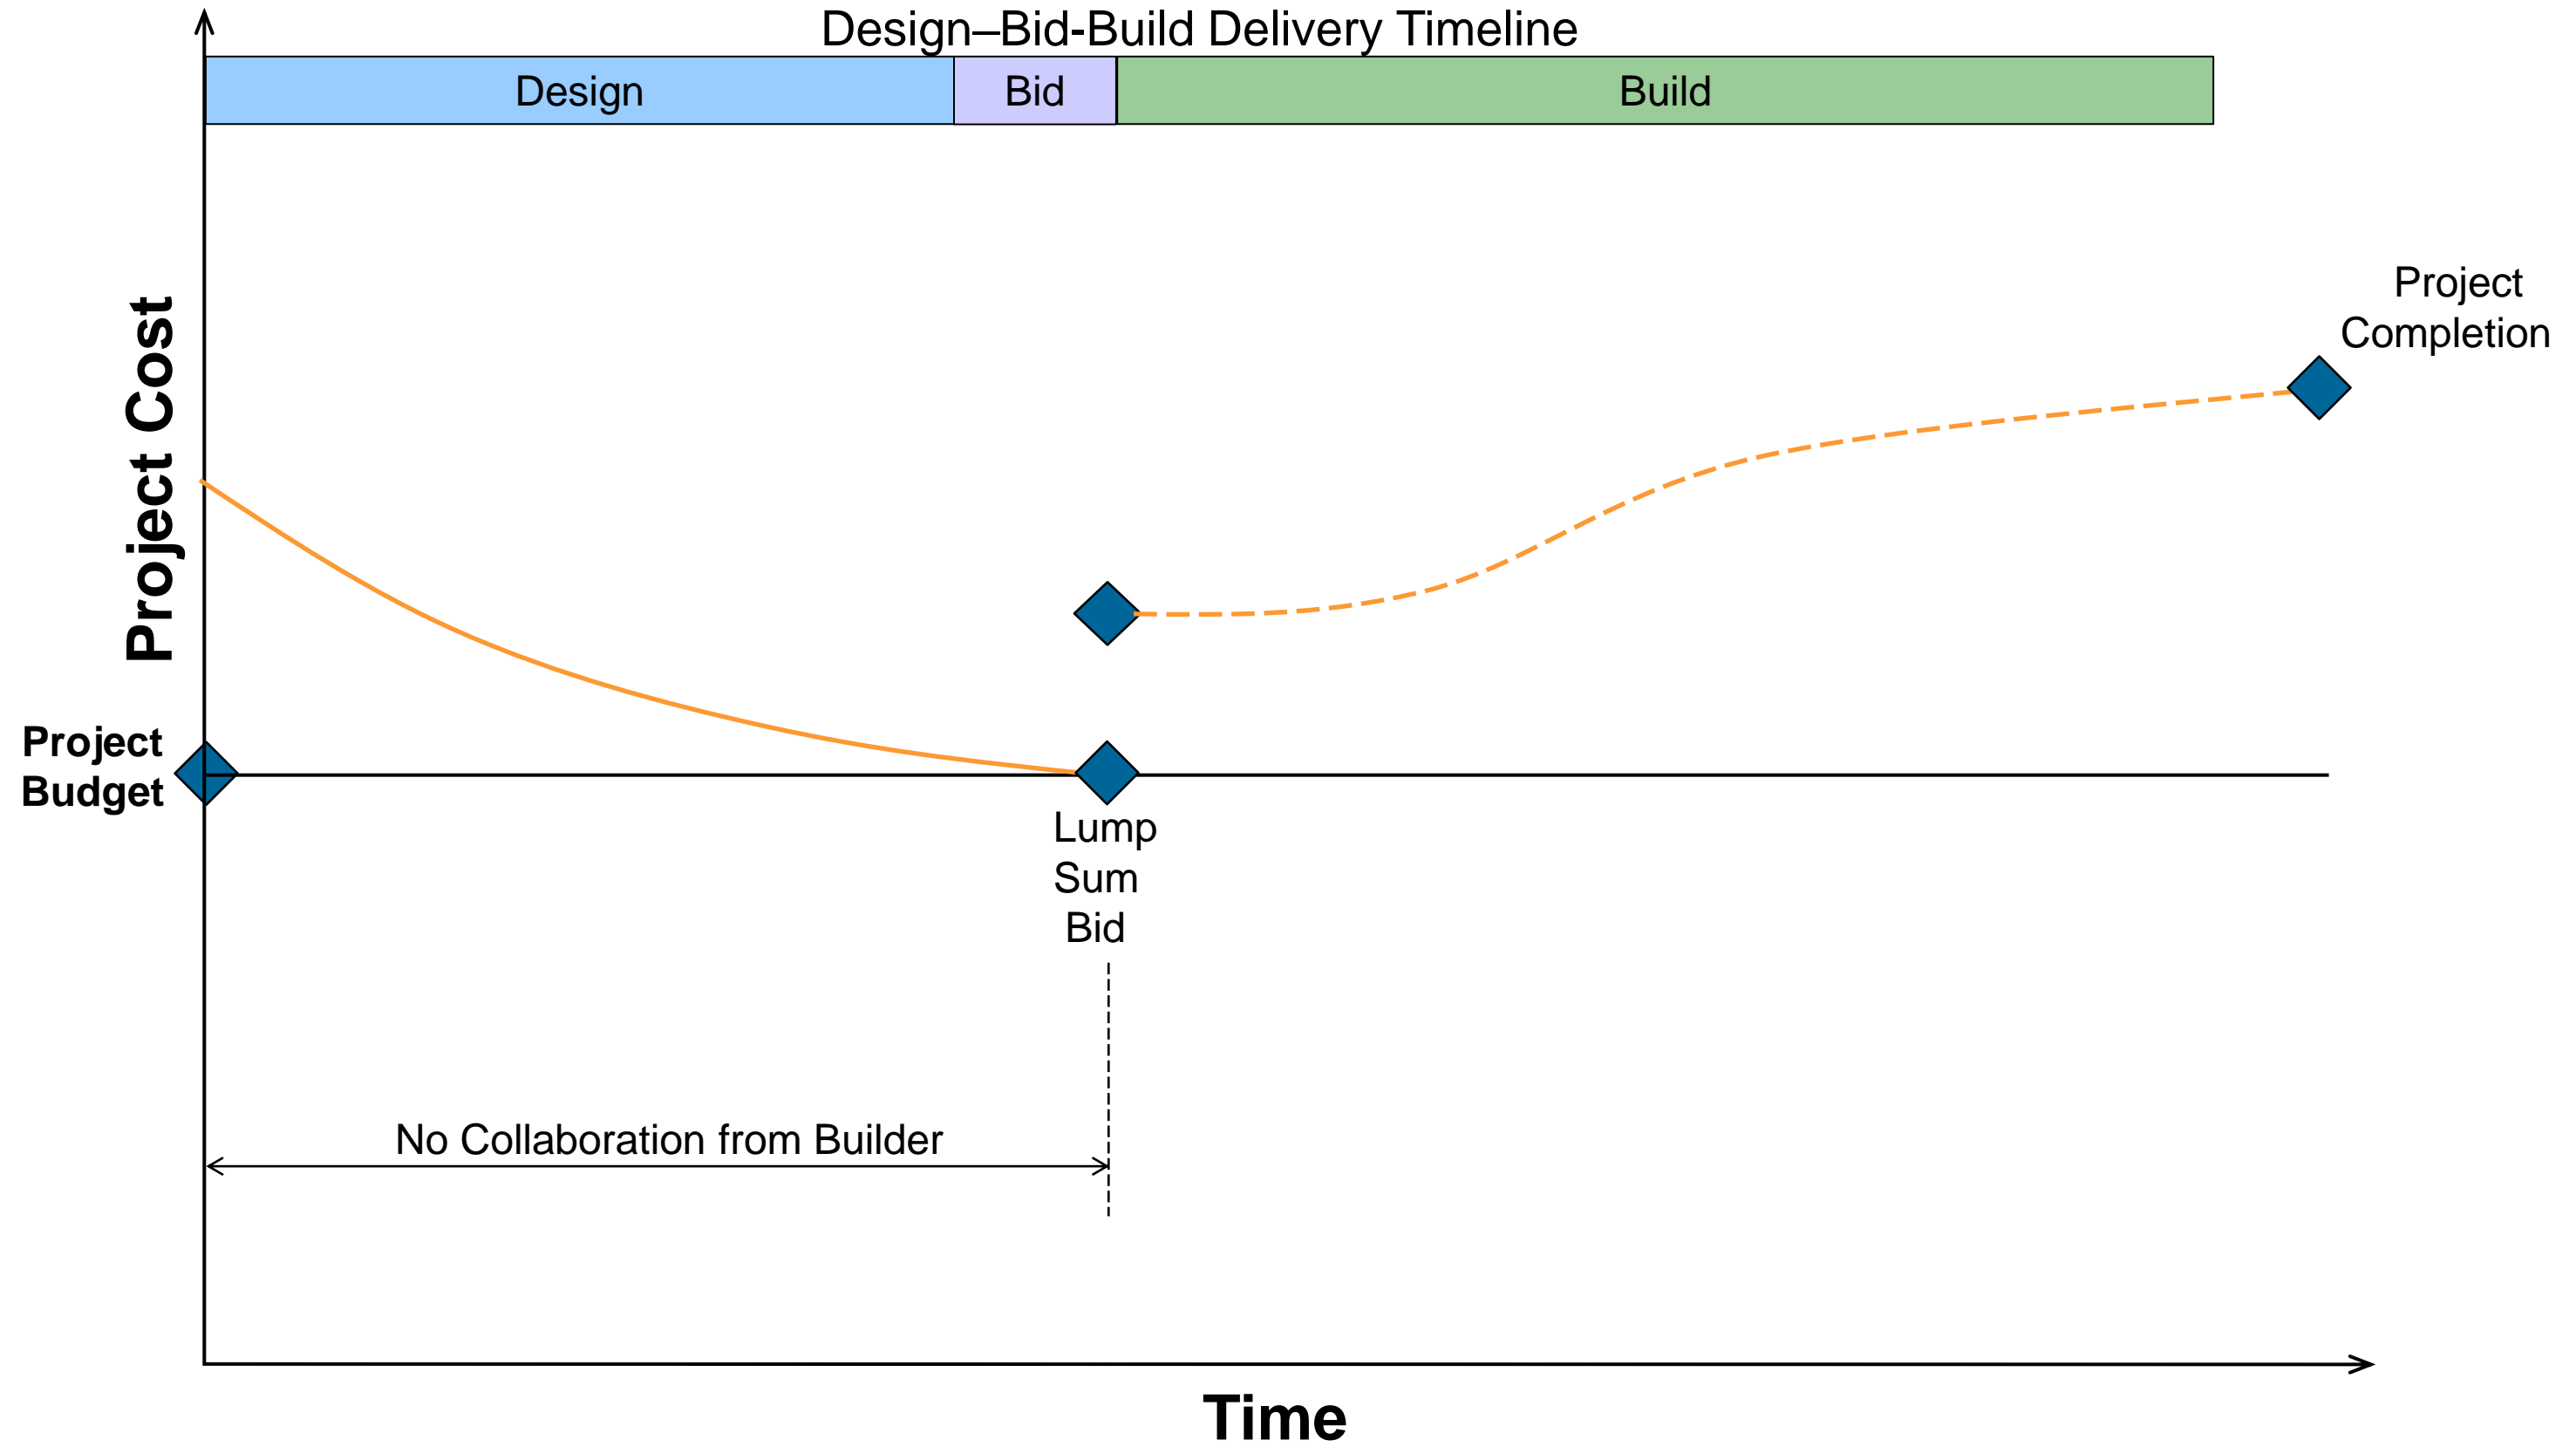 Design–Bid-Build Delivery Timeline
Design
Bid
Build
Project Cost
Project
Completion
Project
Budget
Lump
Sum
Bid
No Collaboration from Builder
Time